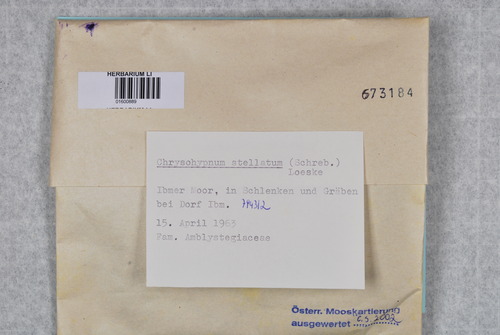 HERBARIUM LI
01600989
673184
Chrysohypnum stellatum (Schreb.)
Loeske
Ibmer Moor, in Schlenken und Gräben
bei Dorf Ibm.
15. April 1963
Fam. Amblystegiaceae
Österr. Mooskartierung
ausgewertet